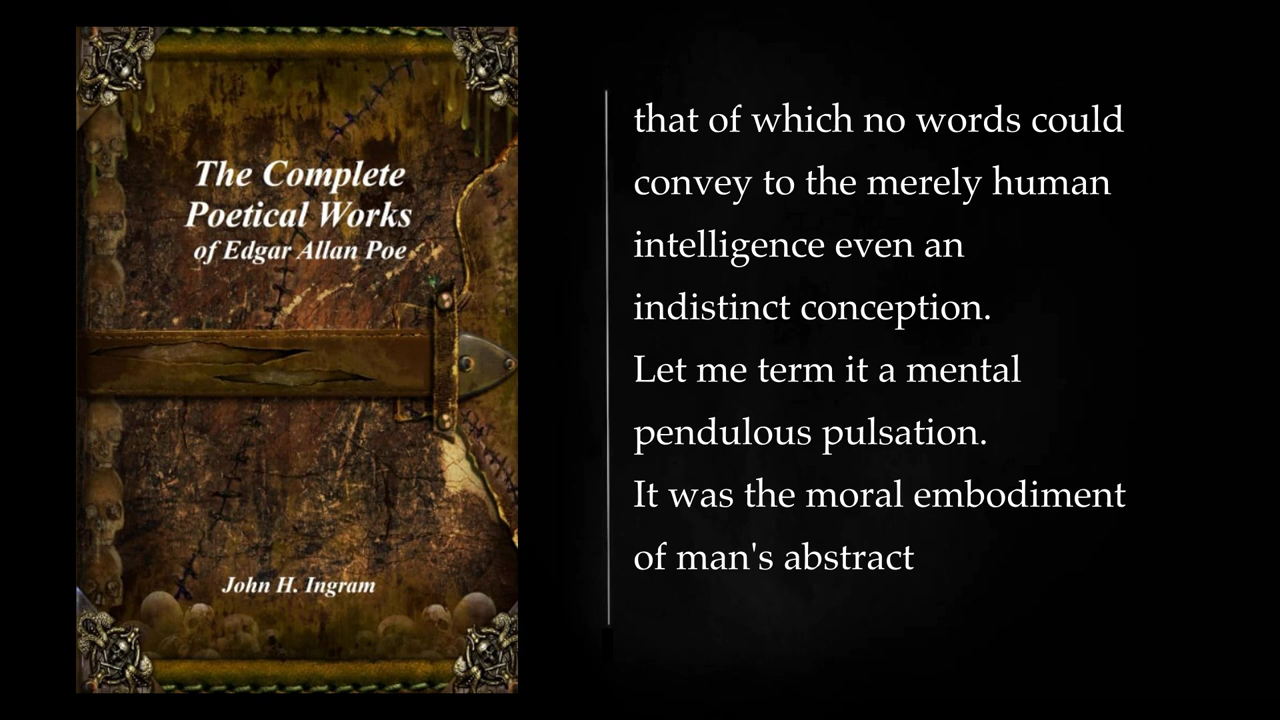 The Complete
Poetical Works
of Edgar Allan Poe
John H. Ingram
that of which no words could
convey to the merely human
intelligence even an
indistinct conception.
Let me term it a mental
pendulous pulsation.
It was the moral embodiment
of man's abstract